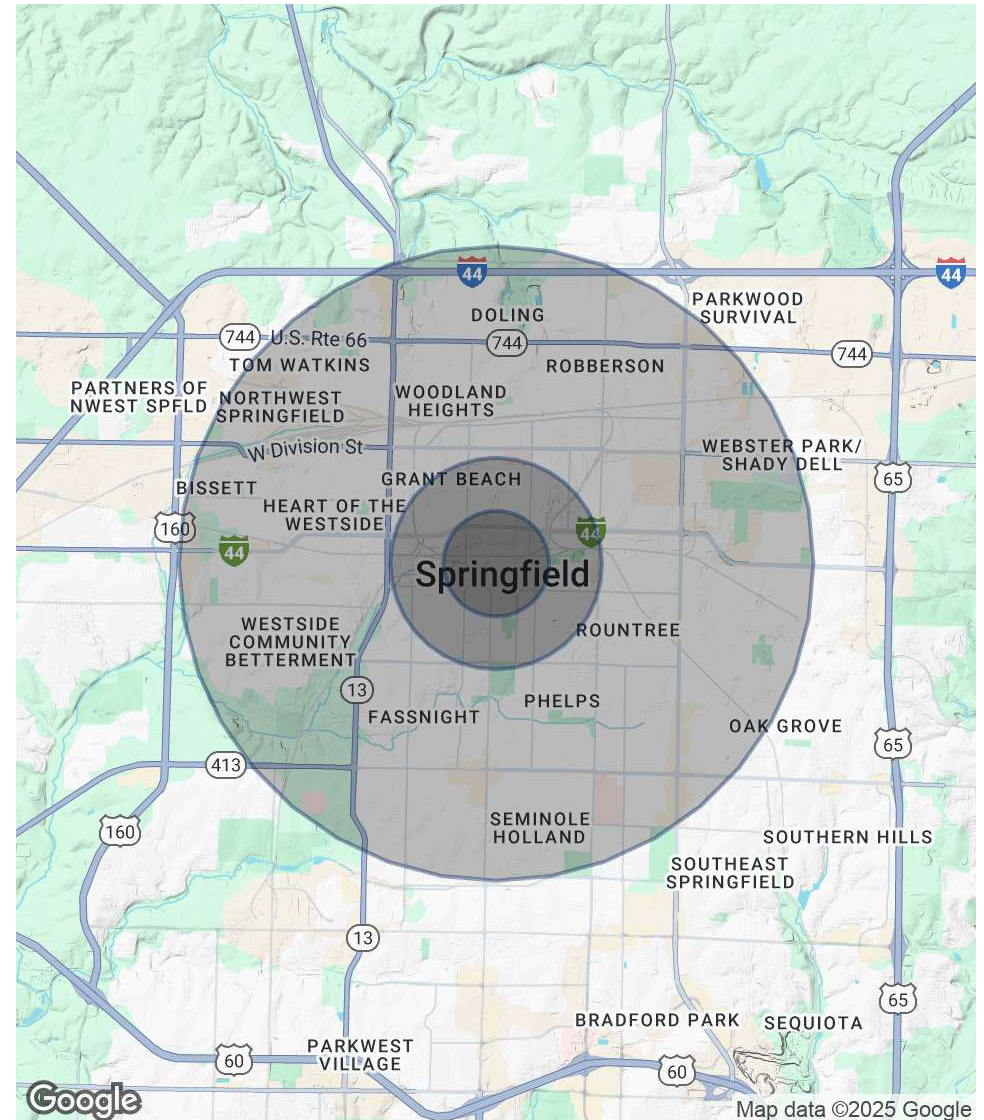 44
44
DOLING
PARKWOOD
SURVIVAL
744
U.S. Rte 66
744
744
TOM WATKINS
ROBBERSON
PARTNERS OF
NWEST SPFLD
NORTHWEST
SPRINGFIELD
WOODLAND
HEIGHTS
W Division St
WEBSTER PARK/
SHADY DELL
65
BISSETT
GRANT BEACH
HEART OF THE
WESTSIDE
160
44
44
Springfield
WESTSIDE
COMMUNITY
BETTERMENT
ROUNTREE
13
FASSNIGHT
PHELPS
OAK GROVE
65
413
160
SEMINOLE
HOLLAND
SOUTHERN HILLS
SOUTHEAST
SPRINGFIELD
13
65
BRADFORD PARK
SEQUIOTA
PARKWEST
VILLAGE
60
60
Google
Map data ©2025 Google